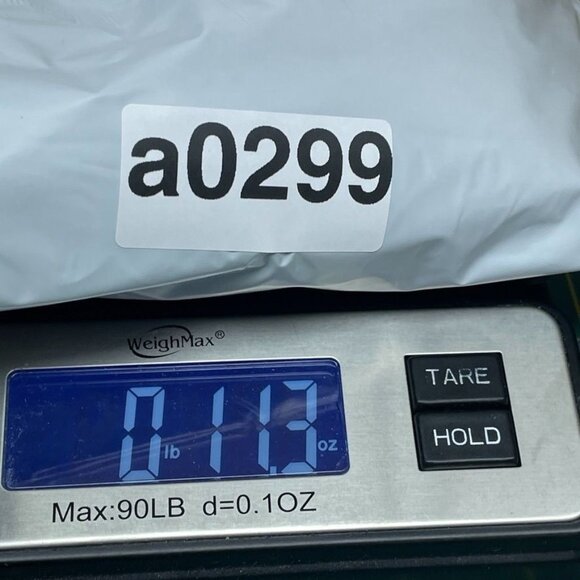 a0299
WeighMax®
0 lb 11.3 oz
TARE
HOLD
Max:90LB d=0.1OZ